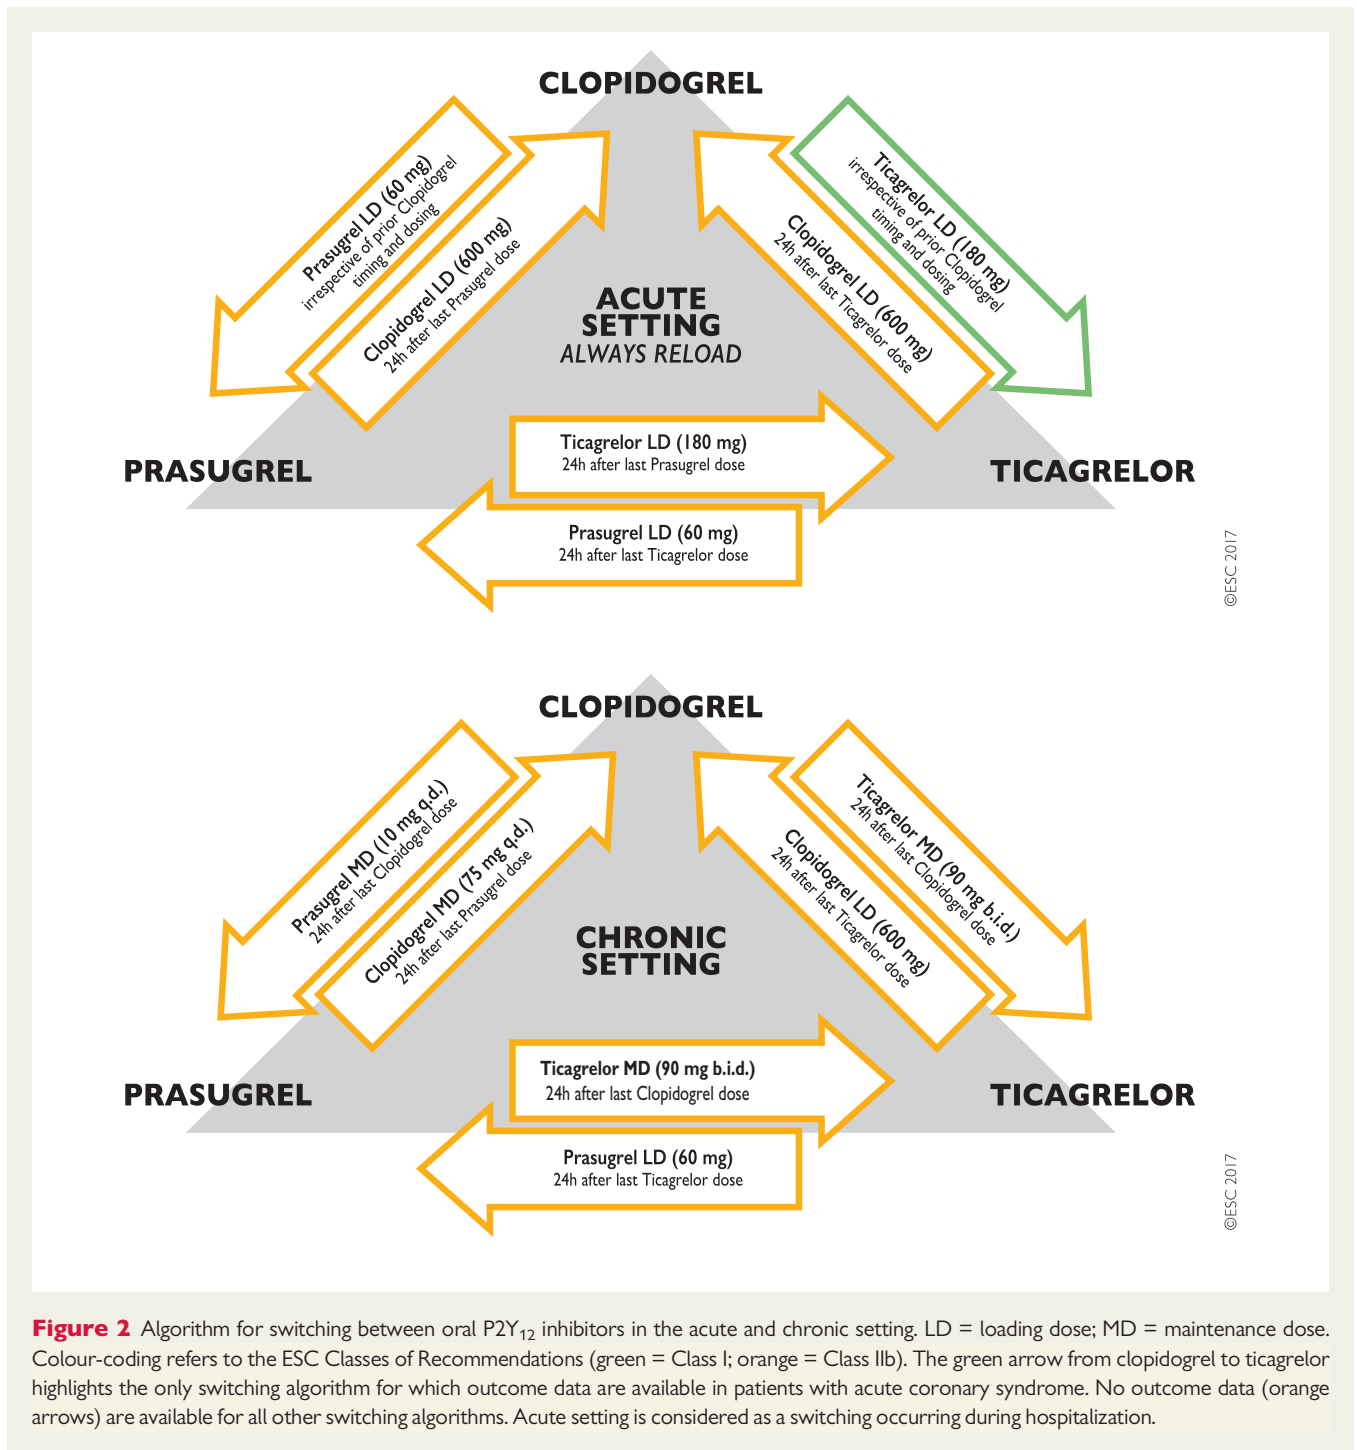 CLOPIDOGREL
Prasugrel LD (60 mg)
irrespective of prior Clopidogrel
timing and dosing
Clopidogrel LD (600 mg)
24h after last Prasugrel dose
Ticagrelor LD (180 mg)
irrespective of prior Clopidogrel
timing and dosing
Clopidogrel LD (600 mg)
24h after last Ticagrelor dose
ACUTE
SETTING
ALWAYS RELOAD
Ticagrelor LD (180 mg)
24h after last Prasugrel dose
PRASUGREL
TICAGRELOR
Prasugrel LD (60 mg)
24h after last Ticagrelor dose
©ESC 2017
CLOPIDOGREL
Prasugrel MD (10 mg q.d.)
24h after last Clopidogrel dose
Clopidogrel MD (75 mg q.d.)
24h after last Prasugrel dose
Ticagrelor MD (90 mg b.i.d.)
24h after last Clopidogrel dose
Clopidogrel LD (600 mg)
24h after last Ticagrelor dose
CHRONIC
SETTING
Ticagrelor MD (90 mg b.i.d.)
24h after last Clopidogrel dose
PRASUGREL
TICAGRELOR
Prasugrel LD (60 mg)
24h after last Ticagrelor dose
©ESC 2017
Figure 2 Algorithm for switching between oral P2Y12 inhibitors in the acute and chronic setting. LD = loading dose; MD = maintenance dose.
Colour-coding refers to the ESC Classes of Recommendations (green = Class I; orange = Class IIb). The green arrow from clopidogrel to ticagrelor
highlights the only switching algorithm for which outcome data are available in patients with acute coronary syndrome. No outcome data (orange
arrows) are available for all other switching algorithms. Acute setting is considered as a switching occurring during hospitalization.